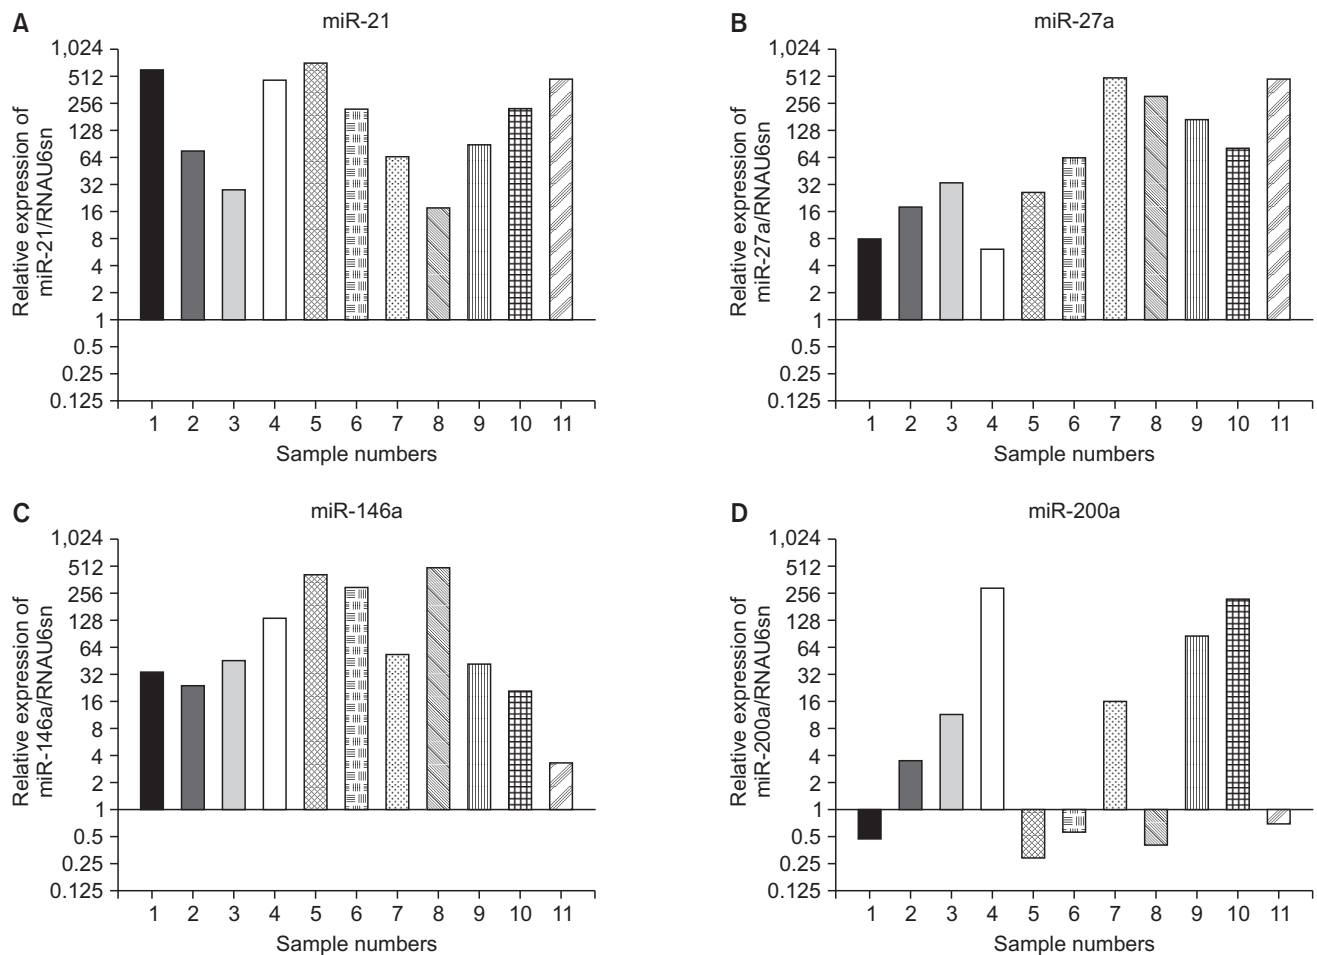 A
miR-21
Relative expression of
miR-21/RNAU6sn
1,024
512
256
128
64
32
16
8
4
2
1
0.5
0.25
0.125
1 2 3 4 5 6 7 8 9 10 11
Sample numbers
B
miR-27a
Relative expression of
miR-27a/RNAU6sn
1,024
512
256
128
64
32
16
8
4
2
1
0.5
0.25
0.125
1 2 3 4 5 6 7 8 9 10 11
Sample numbers
C
miR-146a
Relative expression of
miR-146a/RNAU6sn
1,024
512
256
128
64
32
16
8
4
2
1
0.5
0.25
0.125
1 2 3 4 5 6 7 8 9 10 11
Sample numbers
D
miR-200a
Relative expression of
miR-200a/RNAU6sn
1,024
512
256
128
64
32
16
8
4
2
1
0.5
0.25
0.125
1 2 3 4 5 6 7 8 9 10 11
Sample numbers